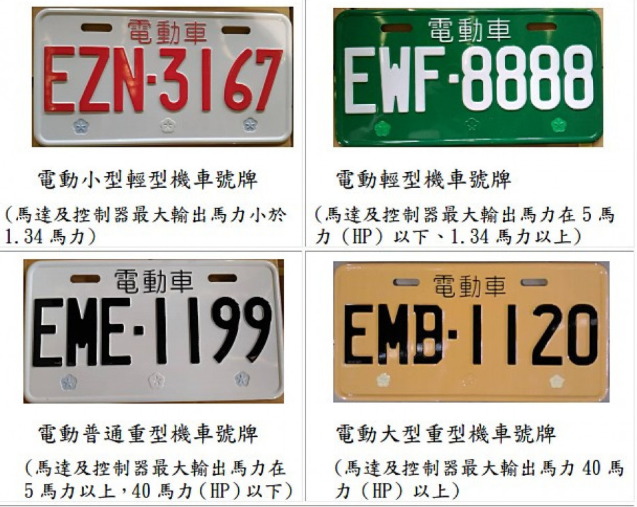 電動車
EZN·3167
電動小型輕型機車號牌
(馬達及控制器最大輸出馬力小於
1.34 馬力)
電動車
EWF·8888
電動輕型機車號牌
(馬達及控制器最大輸出馬力在 5 馬
力 (HP) 以下、1.34 馬力以上)
電動車
EME·1199
電動普通重型機車號牌
(馬達及控制器最大輸出馬力在
5 馬力以上,40 馬力(HP)以下)
電動車
EMB·1120
電動大型重型機車號牌
(馬達及控制器最大輸出馬力 40 馬
力 (HP) 以上)